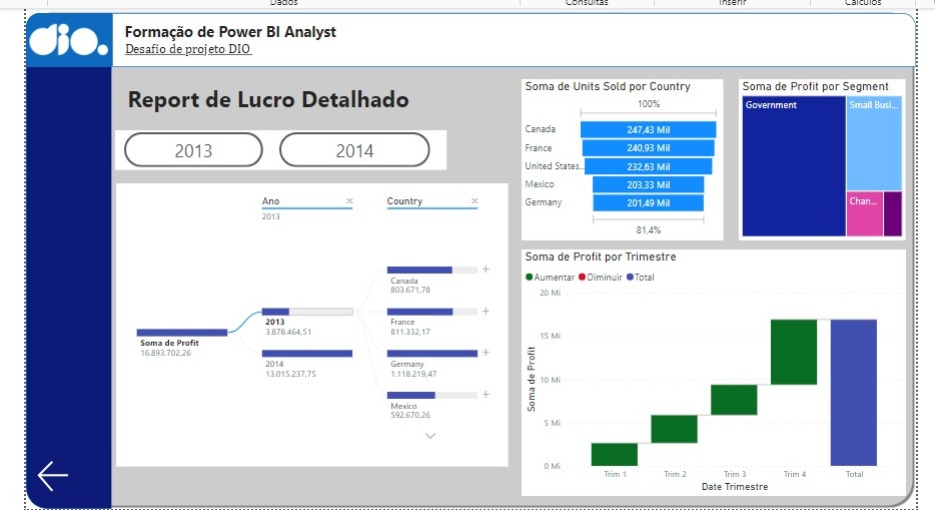 Dados
Consultas
Inserir
Cálculos
dio.
Formação de Power BI Analyst
Desafio de projeto DIO
Report de Lucro Detalhado
2013
2014
Ano
2013
Country
Soma de Profit
16.893.702,26
2013
3.878.464,51
2014
13.015.237,75
Canada
803.671,78
France
811.332,17
Germany
1.118.219,47
Mexico
592.670,26
Soma de Units Sold por Country
100%
Canada 247,43 Mil
France 240,93 Mil
United States... 232,63 Mil
Mexico 203,33 Mil
Germany 201,49 Mil
81,4%
Soma de Profit por Segment
Government
Small Busi...
Chan...
Soma de Profit por Trimestre
Aumentar Diminuir Total
Soma de Profit
20 Mi
15 Mi
10 Mi
5 Mi
0 Mi
Trim 1 Trim 2 Trim 3 Trim 4 Total
Date Trimestre